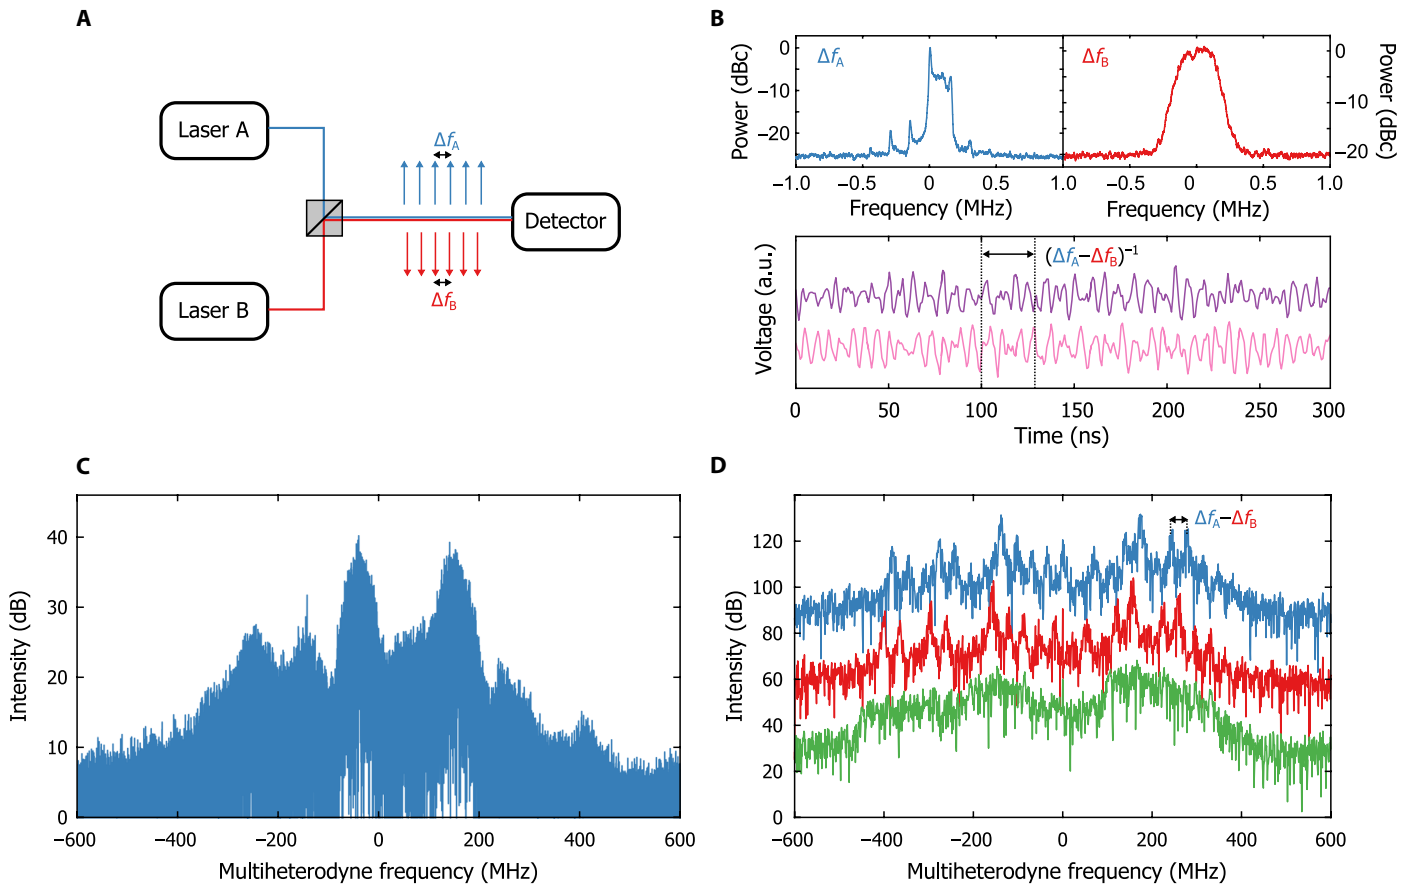 A
Laser A
Laser B
Δf_A
Δf_B
Detector
B
Power (dBc)
0
−10
−20
Δf_A
Δf_B
0
−10
−20
Power (dBc)
−1.0 −0.5 0 0.5 1.0
−1.0 −0.5 0 0.5 1.0
Frequency (MHz)
Frequency (MHz)
Voltage (a.u.)
(Δf_A−Δf_B)⁻¹
0 50 100 150 200 250 300
Time (ns)
C
Intensity (dB)
40
30
20
10
0
−600 −400 −200 0 200 400 600
Multiheterodyne frequency (MHz)
D
Intensity (dB)
120
100
80
60
40
20
0
Δf_A−Δf_B
−600 −400 −200 0 200 400 600
Multiheterodyne frequency (MHz)